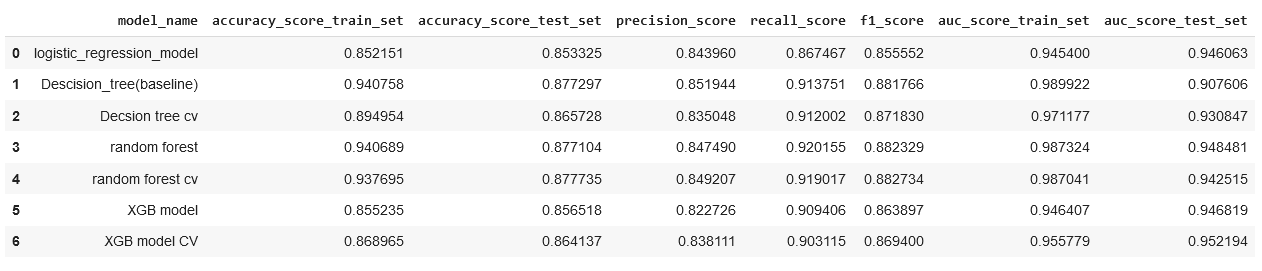 model_name accuracy_score_train_set accuracy_score_test_set precision_score recall_score f1_score auc_score_train_set auc_score_test_set
0 logistic_regression_model 0.852151 0.853325 0.843960 0.867467 0.855552 0.945400 0.946063
1 Descision_tree(baseline) 0.940758 0.877297 0.851944 0.913751 0.881766 0.989922 0.907606
2 Decsion tree cv 0.894954 0.865728 0.835048 0.912002 0.871830 0.971177 0.930847
3 random forest 0.940689 0.877104 0.847490 0.920155 0.882329 0.987324 0.948481
4 random forest cv 0.937695 0.877735 0.849207 0.919017 0.882734 0.987041 0.942515
5 XGB model 0.855235 0.856518 0.822726 0.909406 0.863897 0.946407 0.946819
6 XGB model CV 0.868965 0.864137 0.838111 0.903115 0.869400 0.955779 0.952194